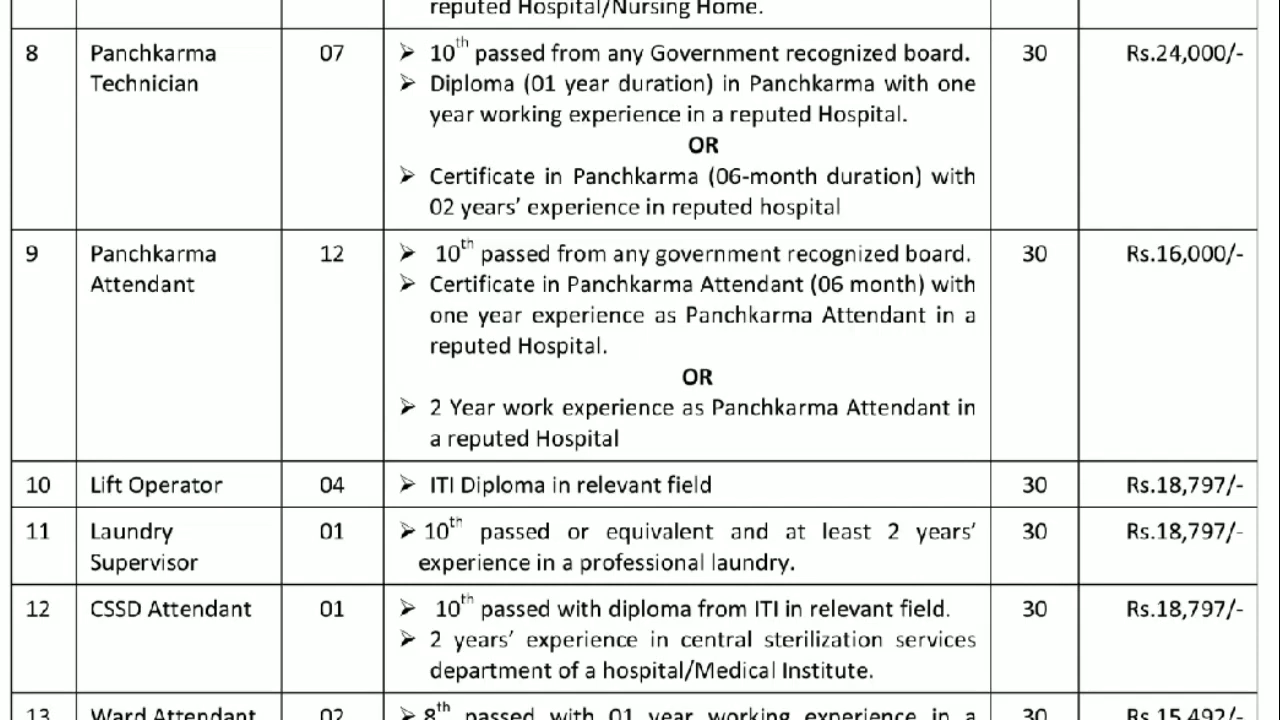 reputed Hospital/Nursing Home.
8 Panchkarma 07 ➢ 10th passed from any Government recognized board. 30 Rs.24,000/-
Technician ➢ Diploma (01 year duration) in Panchkarma with one
year working experience in a reputed Hospital.
OR
➢ Certificate in Panchkarma (06-month duration) with
02 years' experience in reputed hospital
9 Panchkarma 12 ➢ 10th passed from any government recognized board. 30 Rs.16,000/-
Attendant ➢ Certificate in Panchkarma Attendant (06 month) with
one year experience as Panchkarma Attendant in a
reputed Hospital.
OR
➢ 2 Year work experience as Panchkarma Attendant in
a reputed Hospital
10 Lift Operator 04 ➢ ITI Diploma in relevant field 30 Rs.18,797/-
11 Laundry 01 ➢ 10th passed or equivalent and at least 2 years' 30 Rs.18,797/-
Supervisor experience in a professional laundry.
12 CSSD Attendant 01 ➢ 10th passed with diploma from ITI in relevant field. 30 Rs.18,797/-
➢ 2 years' experience in central sterilization services
department of a hospital/Medical Institute.
13 Ward Attendant 02 ➢ 8th passed with 01 year working experience in a 30 Rs.15,492/-